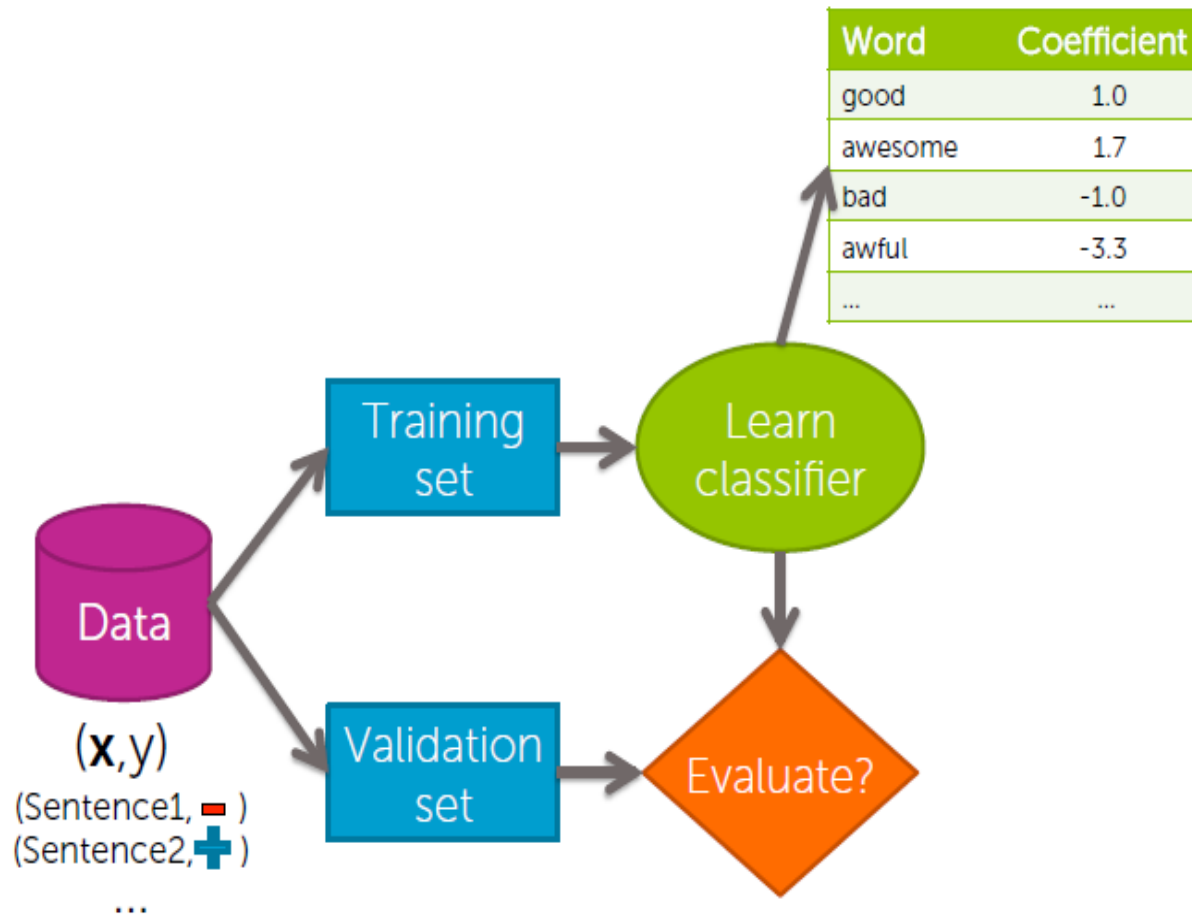 Word Coefficient
good 1.0
awesome 1.7
bad -1.0
awful -3.3
... ...
Training
set
Learn
classifier
Data
(x,y)
(Sentence1, - )
(Sentence2, + )
...
Validation
set
Evaluate?